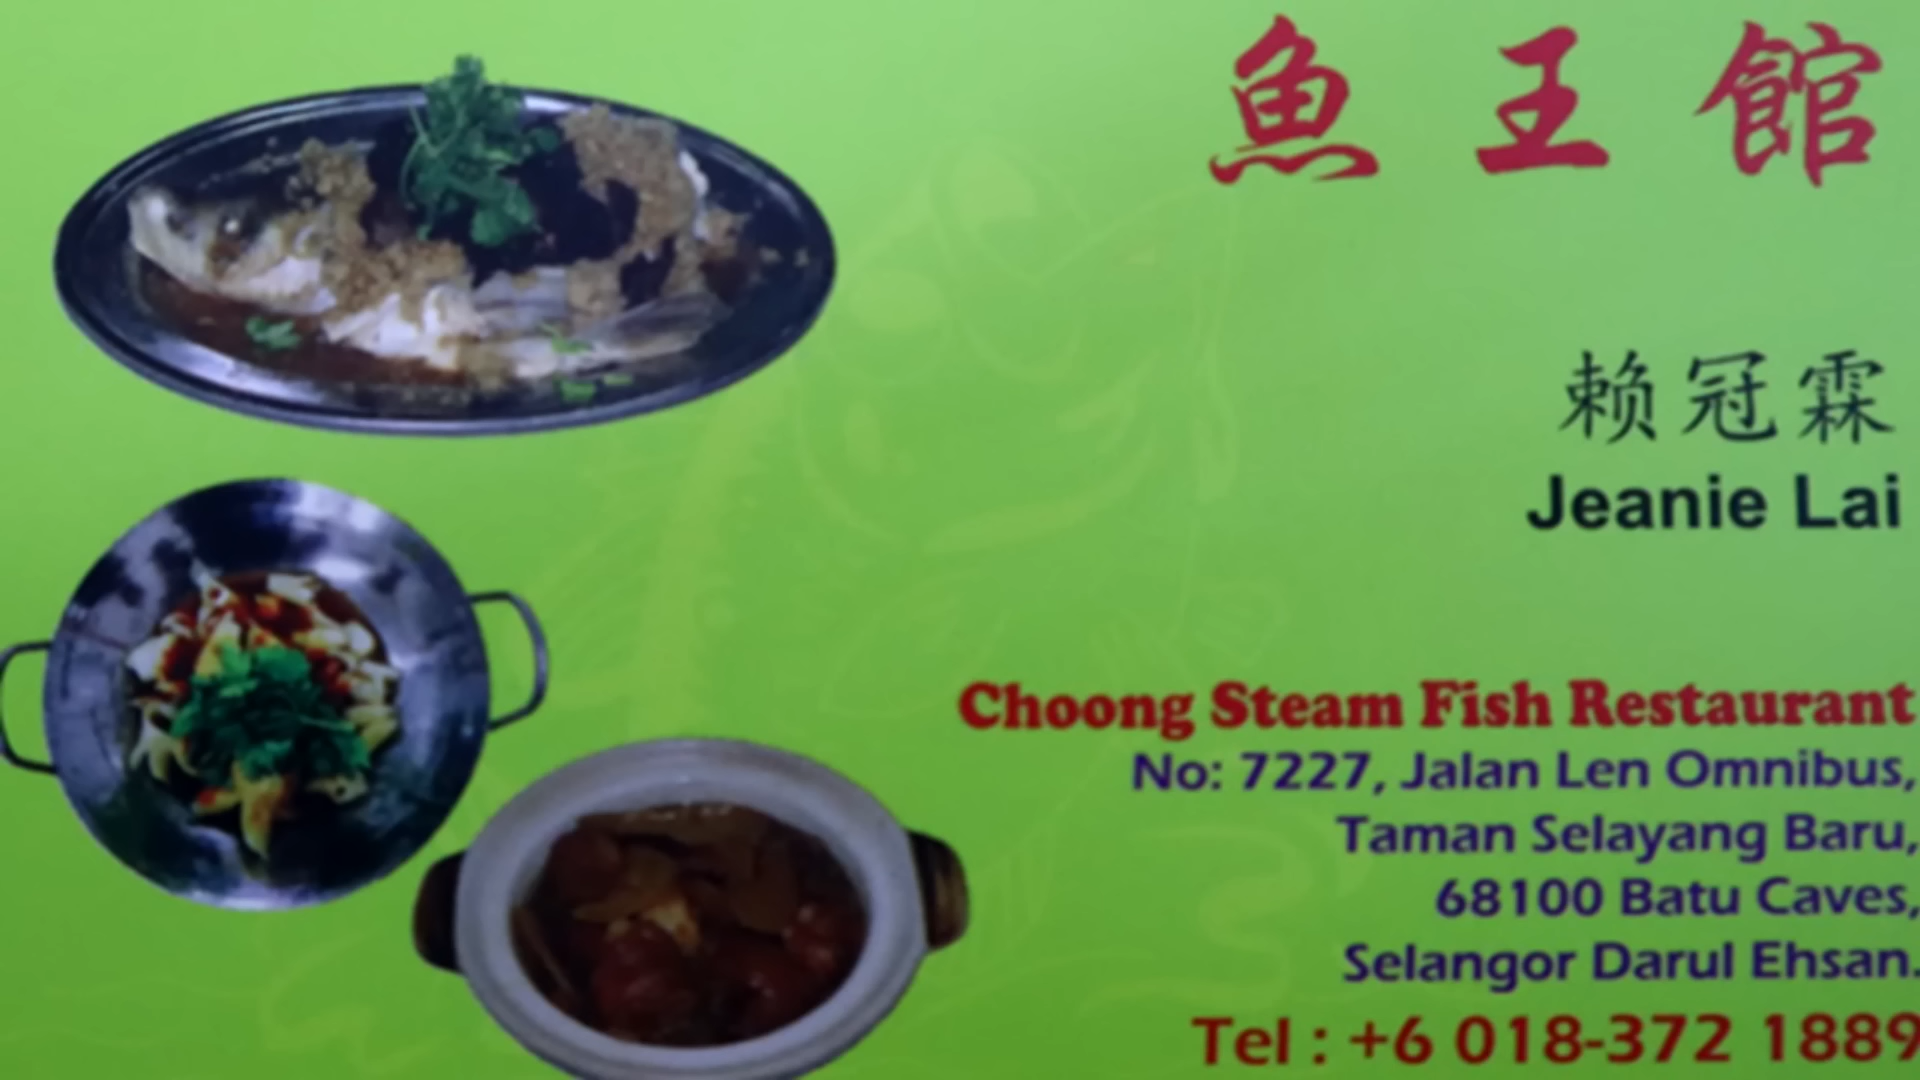 魚王館
赖冠霖
Jeanie Lai
Choong Steam Fish Restaurant
No: 7227, Jalan Len Omnibus,
Taman Selayang Baru,
68100 Batu Caves,
Selangor Darul Ehsan.
Tel : +6 018-372 1889